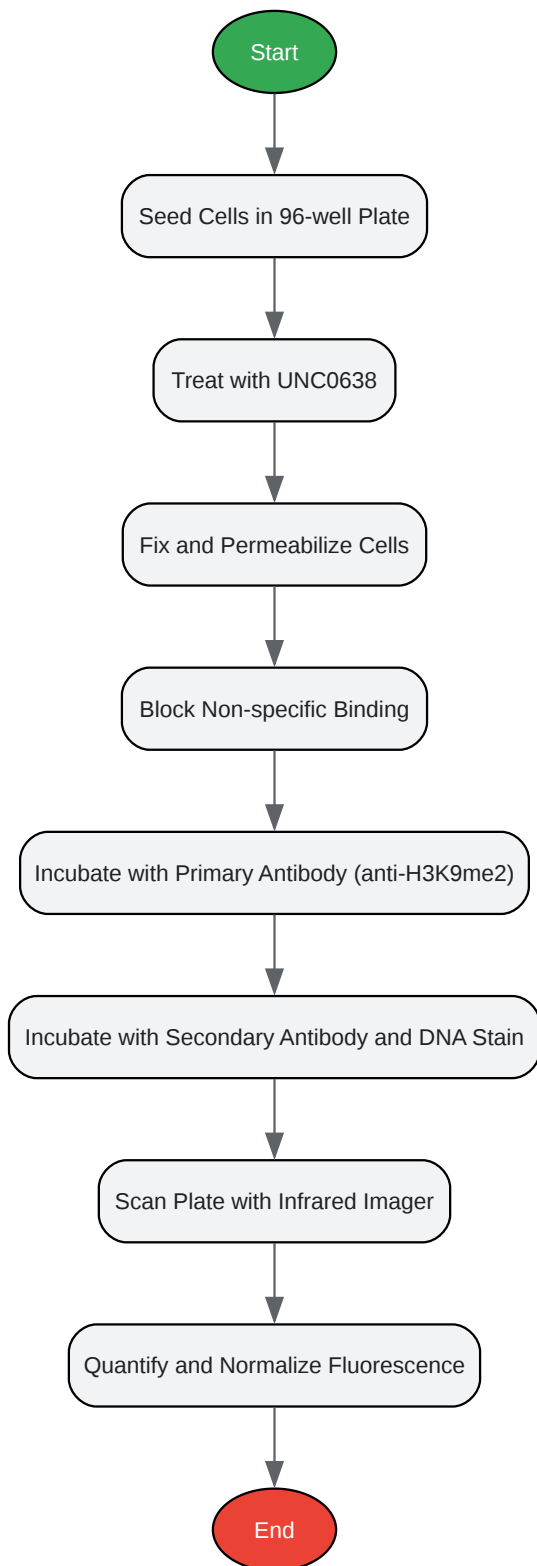 Start
Seed Cells in 96-well Plate
Treat with UNC0638
Fix and Permeabilize Cells
Block Non-specific Binding
Incubate with Primary Antibody (anti-H3K9me2)
Incubate with Secondary Antibody and DNA Stain
Scan Plate with Infrared Imager
Quantify and Normalize Fluorescence
End